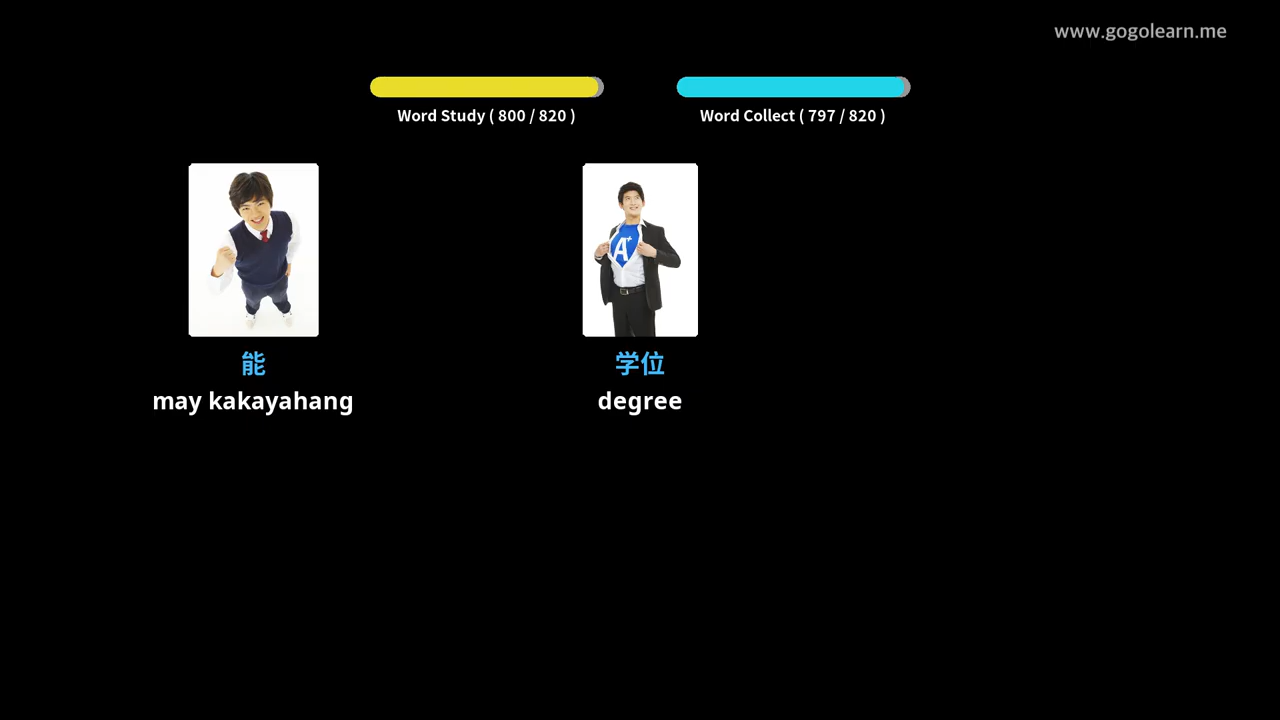 www.gogolearn.me
Word Study ( 800 / 820 )
Word Collect ( 797 / 820 )
A+
能
may kakayahang
学位
degree